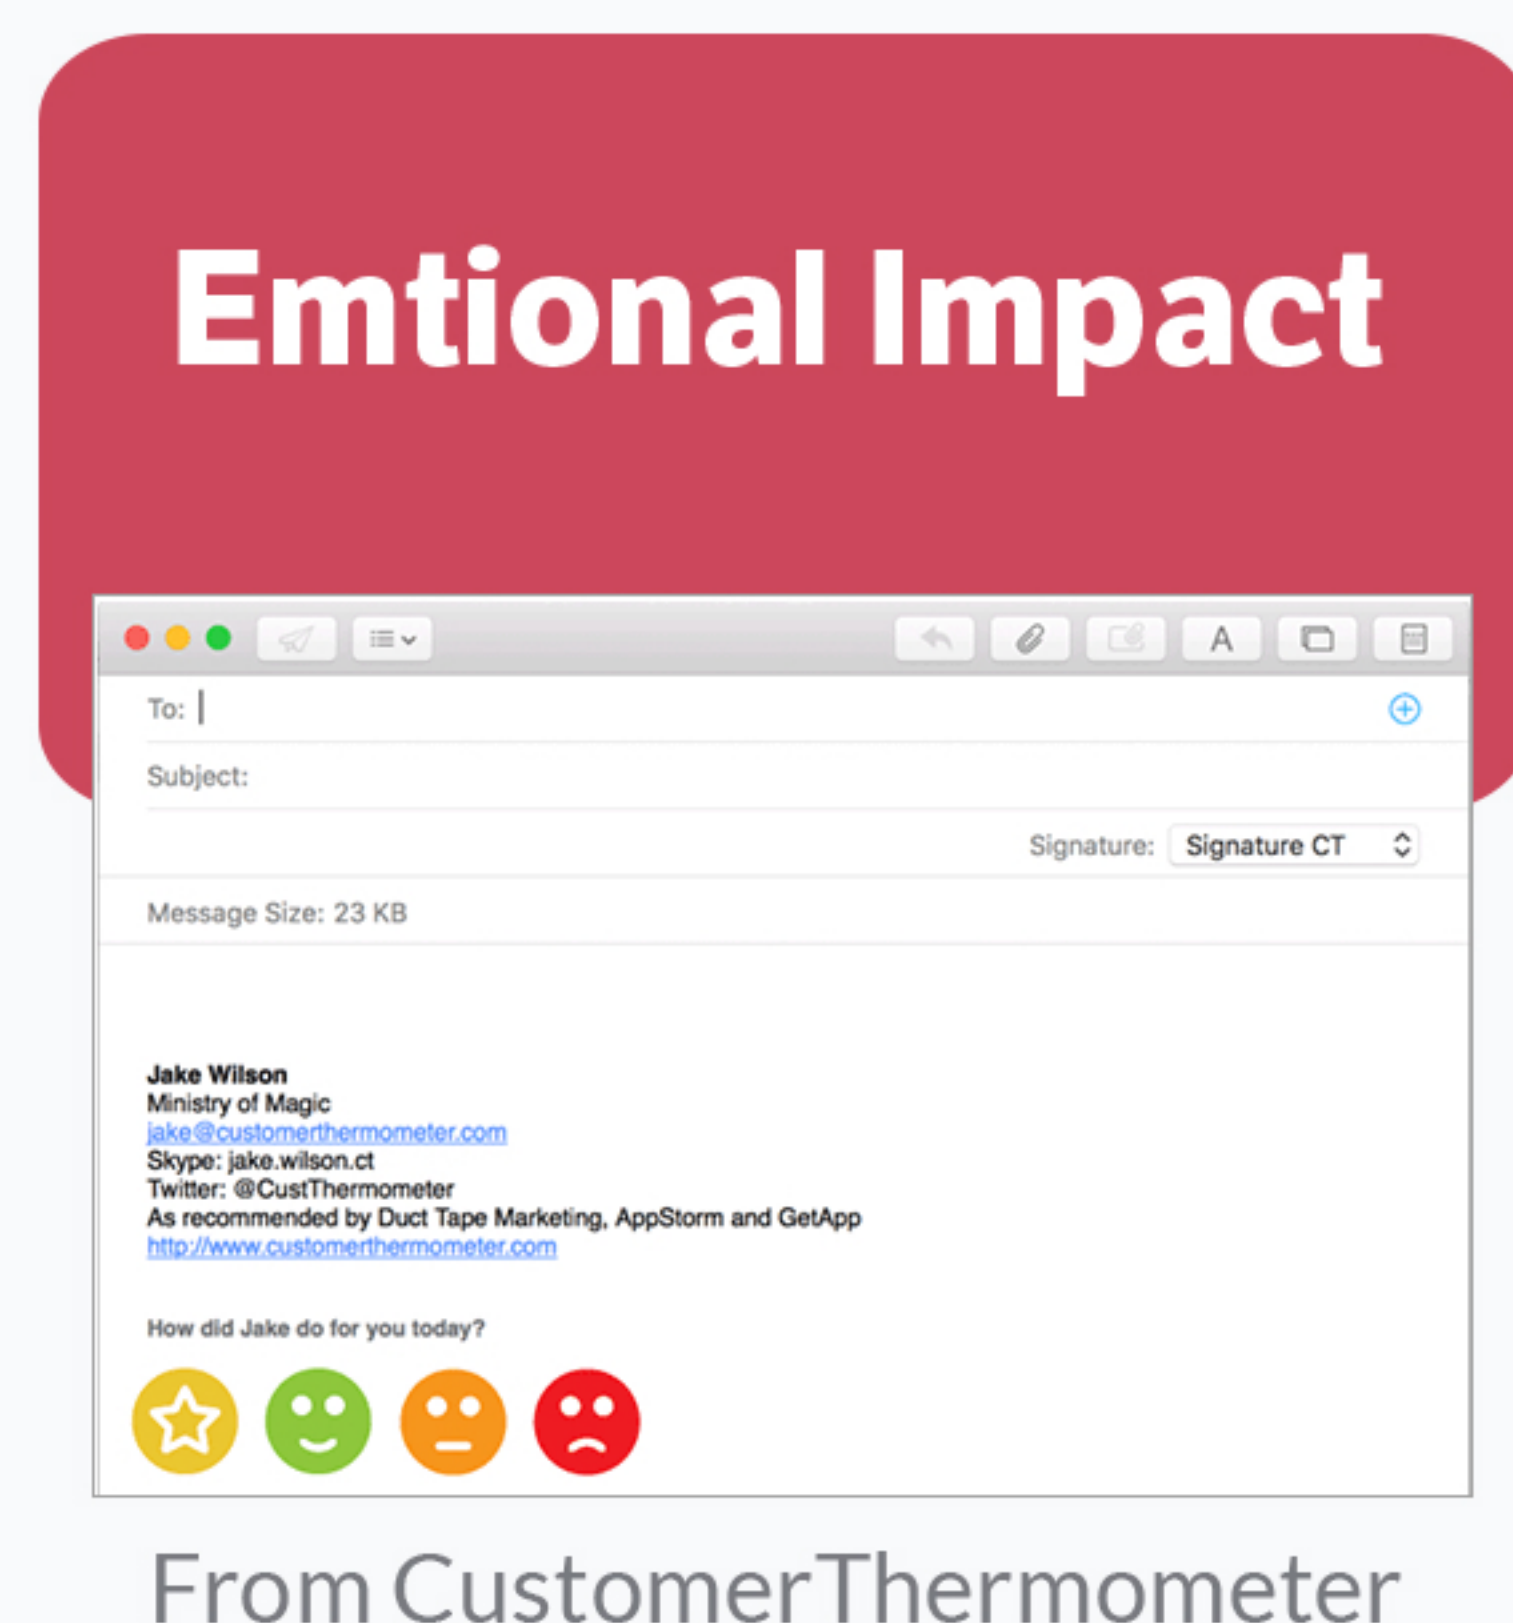 Emtional Impact
A
To:
Subject:
Signature: Signature CT
Message Size: 23 KB
Jake Wilson
Ministry of Magic
jake@customerthermometer.com
Skype: jake.wilson.ct
Twitter: @CustThermometer
As recommended by Duct Tape Marketing, AppStorm and GetApp
http://www.customerthermometer.com
How did Jake do for you today?
From CustomerThermometer